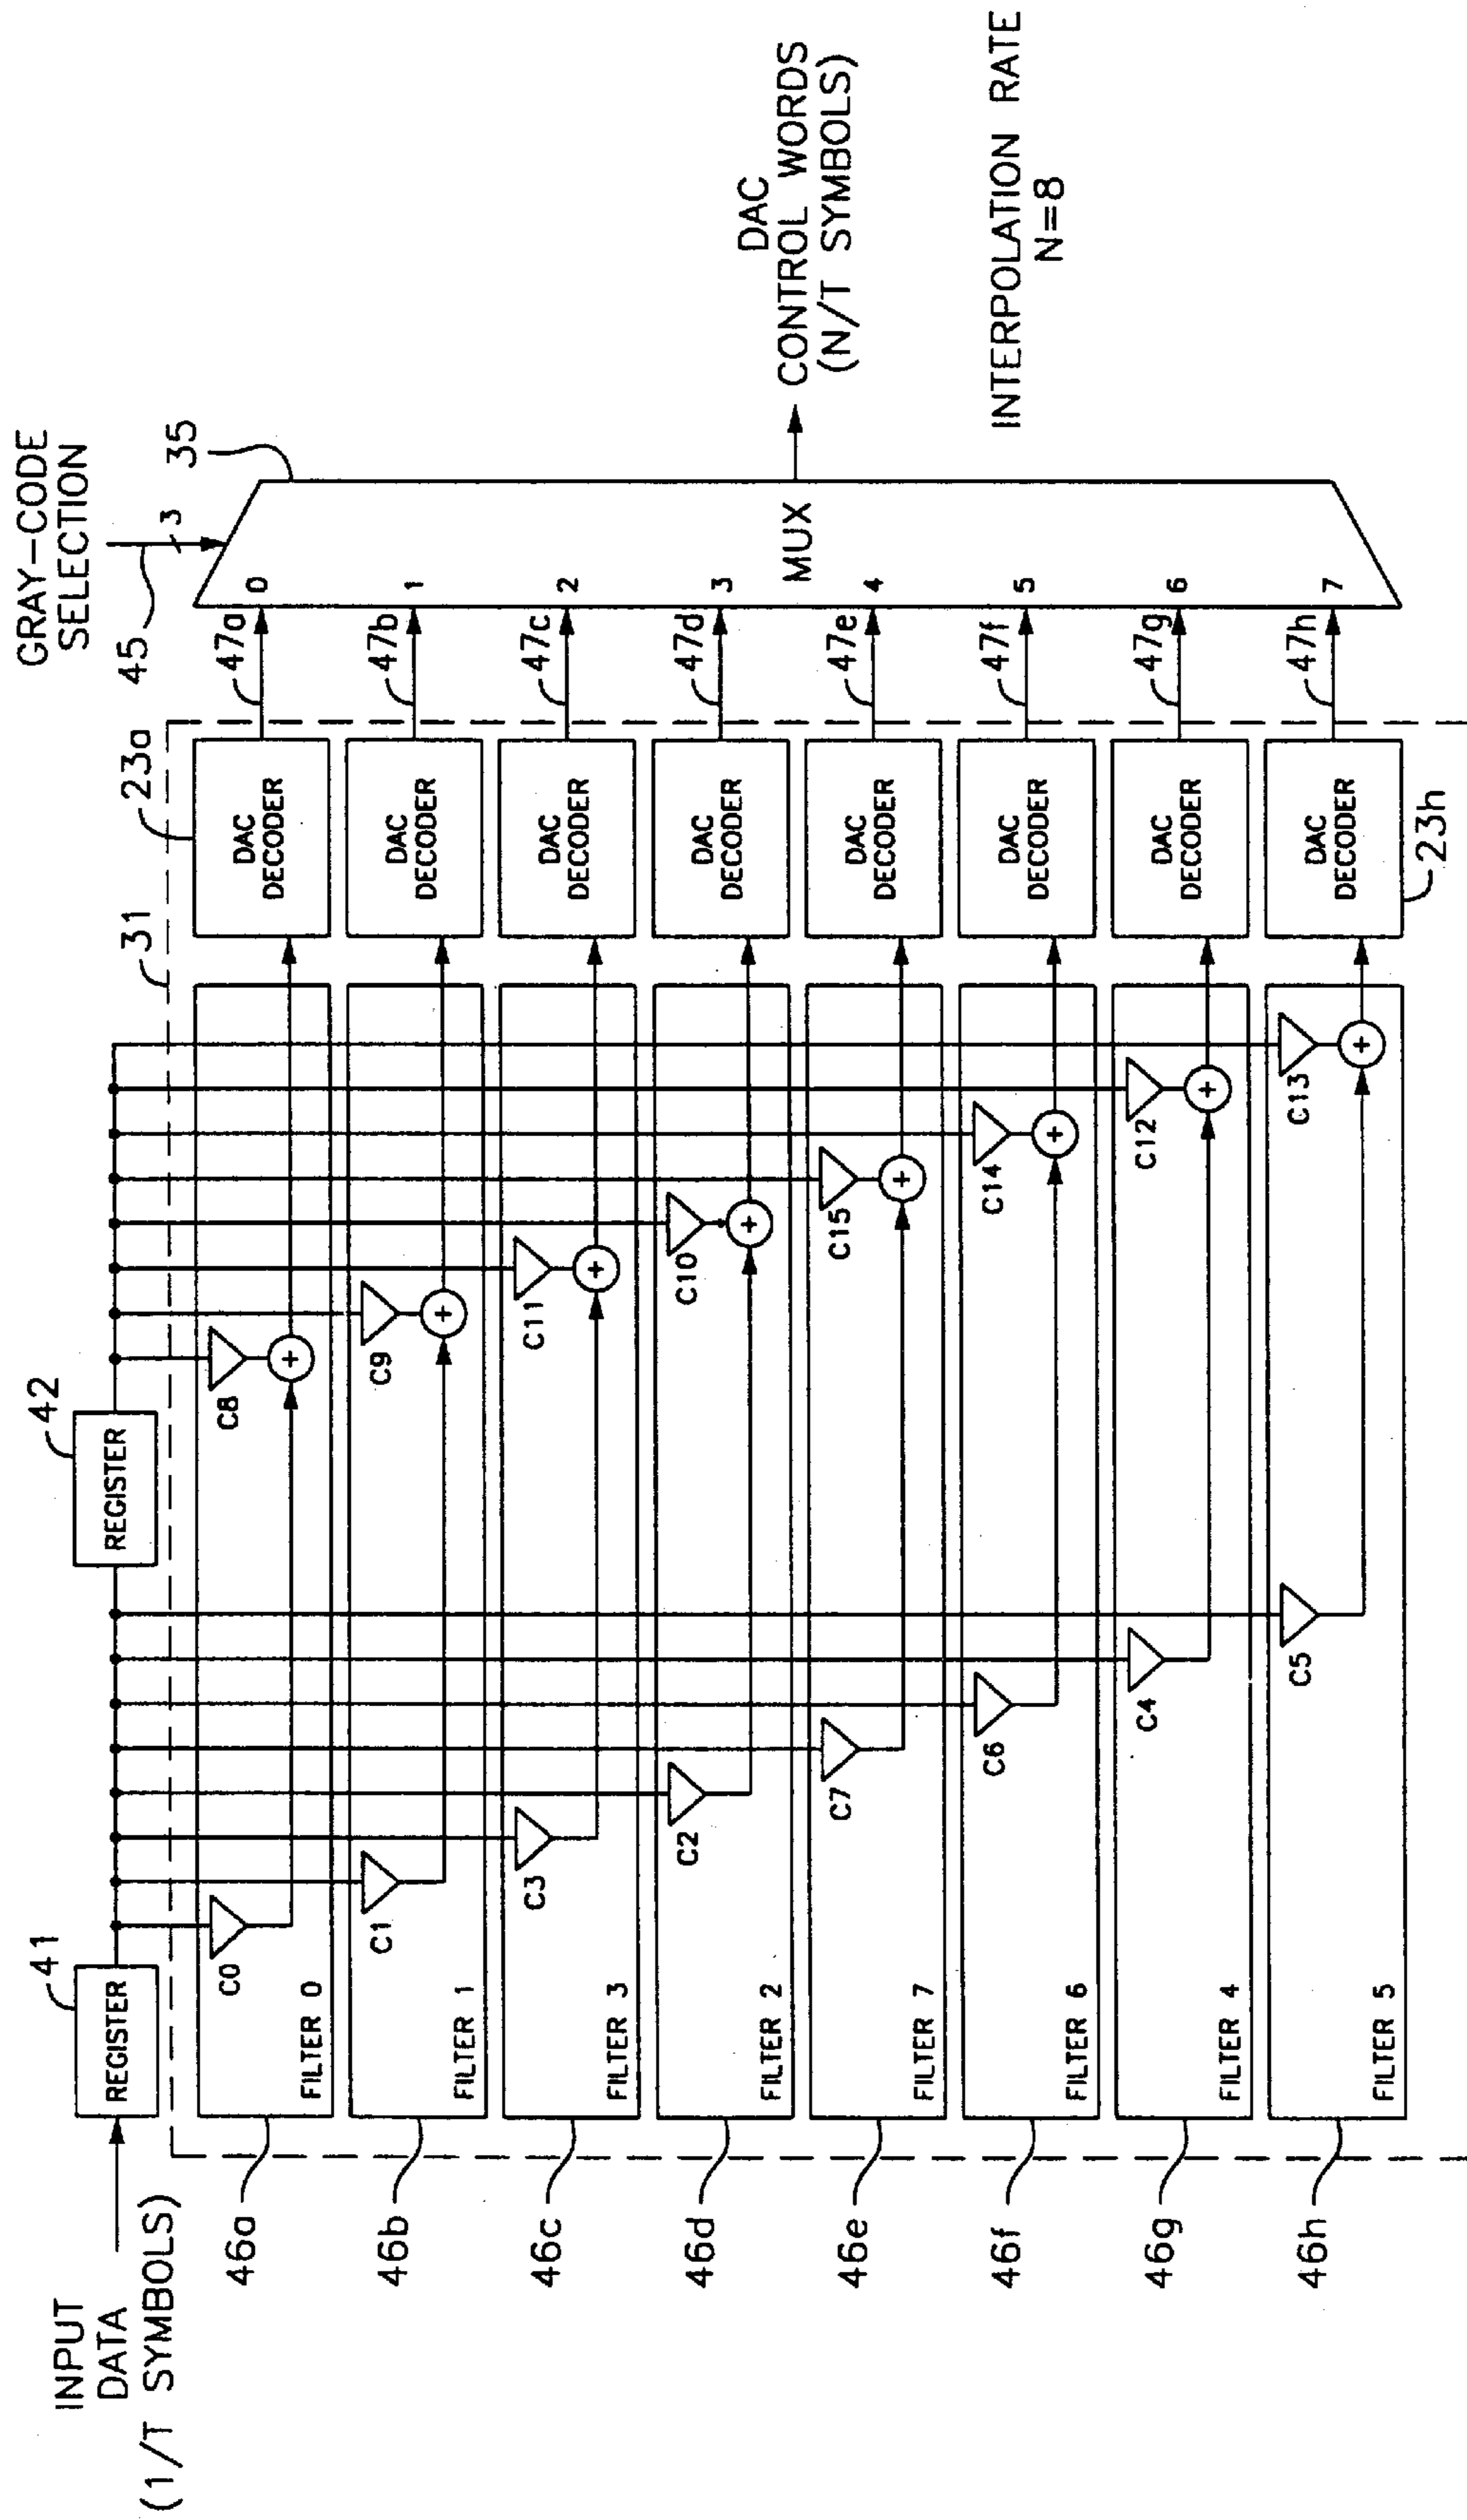 INPUT
DATA
(1/T SYMBOLS)
41
REGISTER
42
REGISTER
31
23a
GRAY-CODE
SELECTION
45
3
35
46a
FILTER 0
C0
C8
DAC
DECODER
47a
0
46b
FILTER 1
C1
C9
DAC
DECODER
47b
1
46c
FILTER 3
C3
C11
DAC
DECODER
47c
2
46d
FILTER 2
C2
C10
DAC
DECODER
47d
3
MUX
DAC
CONTROL WORDS
(N/T SYMBOLS)
46e
FILTER 7
C7
C15
DAC
DECODER
47e
4
46f
FILTER 6
C6
C14
DAC
DECODER
47f
5
INTERPOLATION RATE
N=8
46g
FILTER 4
C4
C12
DAC
DECODER
47g
6
46h
FILTER 5
C5
C13
DAC
DECODER
47h
7
23h